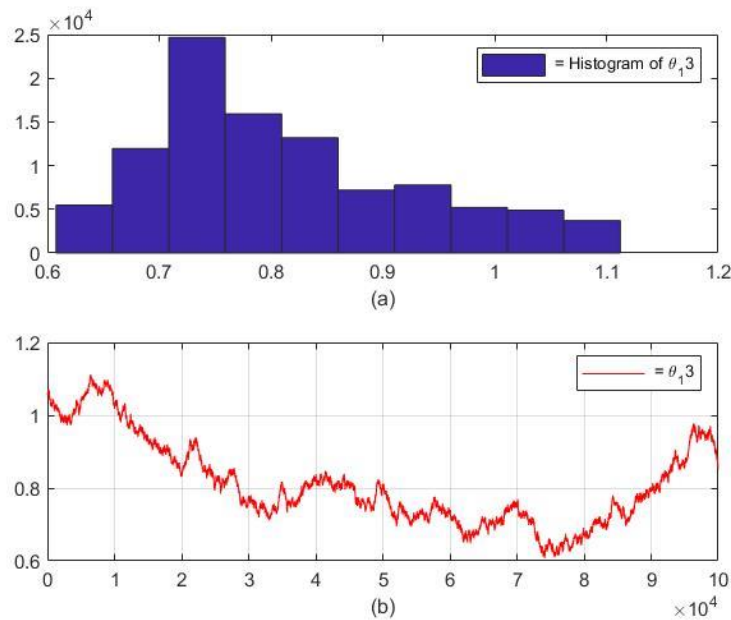 ×10⁴
2.5
2
1.5
1
0.5
0
= Histogram of θ₁3
0.6 0.7 0.8 0.9 1 1.1 1.2
(a)
1.2
1
0.8
0.6
= θ₁3
0 1 2 3 4 5 6 7 8 9 10
(b)
×10⁴